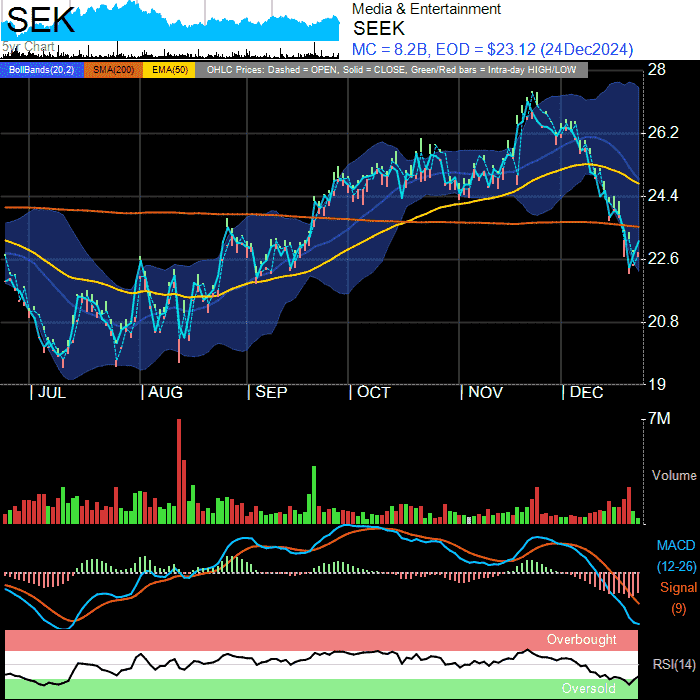 SEK
5yr Chart
Media & Entertainment
SEEK
MC = 8.2B, EOD = $23.12 (24Dec2024)
BollBands(20,2) SMA(200) EMA(50) OHLC Prices: Dashed = OPEN, Solid = CLOSE, Green/Red bars = Intra-day HIGH/LOW
28
26.2
24.4
22.6
20.8
19
| JUL | AUG | SEP | OCT | NOV | DEC
7M
Volume
MACD
(12-26)
Signal
(9)
Overbought
RSI(14)
Oversold